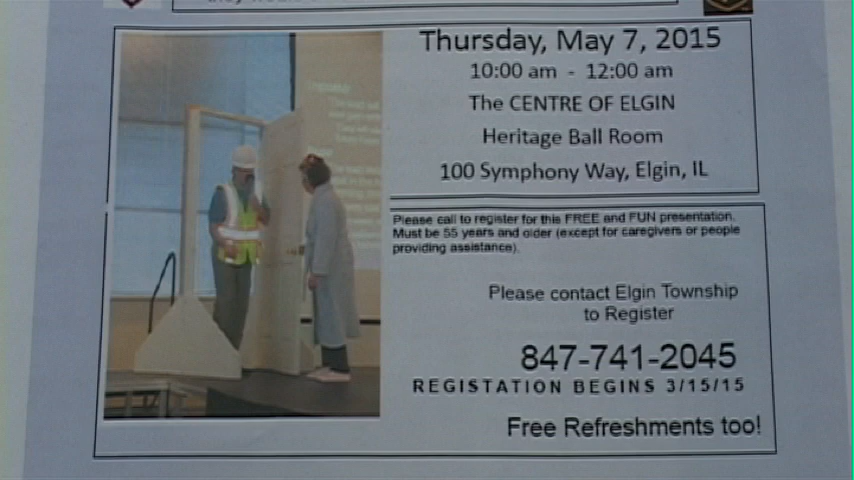 Thursday, May 7, 2015
10:00 am - 12:00 am
The CENTRE OF ELGIN
Heritage Ball Room
100 Symphony Way, Elgin, IL
Please call to register for this FREE and FUN presentation.
Must be 55 years and older (except for caregivers or people
providing assistance).
Please contact Elgin Township
to Register
847-741-2045
REGISTATION BEGINS 3/15/15
Free Refreshments too!